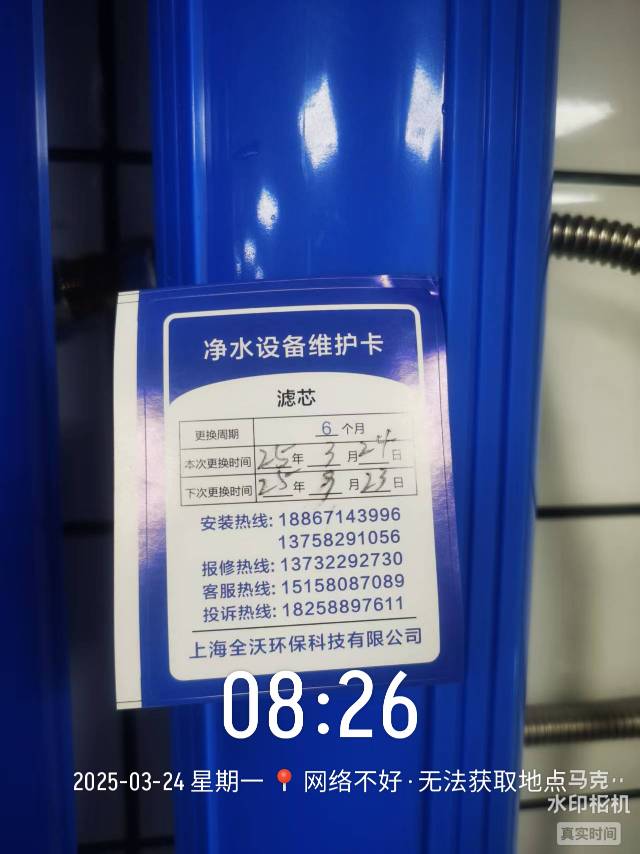 净水设备维护卡
滤芯
更换周期 6 个月
本次更换时间 25 年 3 月 24 日
下次更换时间 25 年 9 月 23 日
安装热线: 18867143996
13758291056
报修热线: 13732292730
客服热线: 15158087089
投诉热线: 18258897611
上海全沃环保科技有限公司
08:26
2025-03-24 星期一 📍 网络不好·无法获取地点马克··
水印相机
真实时间